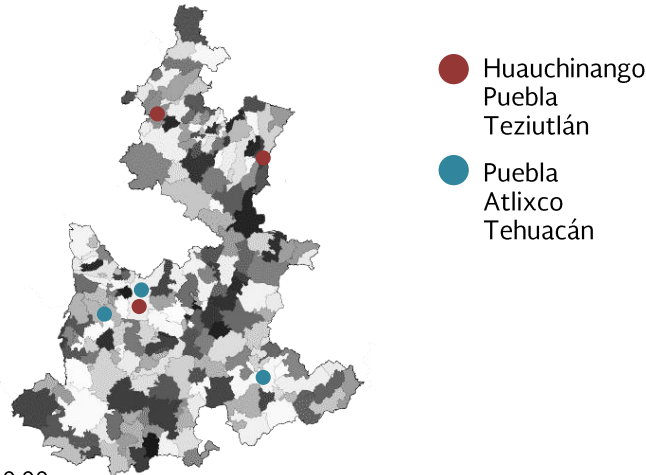 Huauchinango
Puebla
Teziutlán
Puebla
Atlixco
Tehuacán